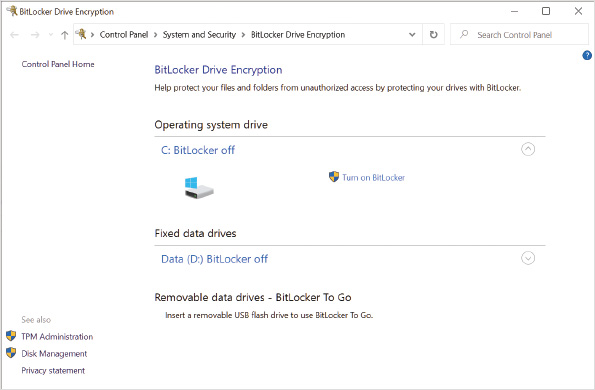 BitLocker Drive Encryption
Control Panel > System and Security > BitLocker Drive Encryption
Search Control Panel
?
Control Panel Home
BitLocker Drive Encryption
Help protect your files and folders from unauthorized access by protecting your drives with BitLocker.
Operating system drive
C: BitLocker off
Turn on BitLocker
Fixed data drives
Data (D:) BitLocker off
Removable data drives - BitLocker To Go
Insert a removable USB flash drive to use BitLocker To Go.
See also
TPM Administration
Disk Management
Privacy statement